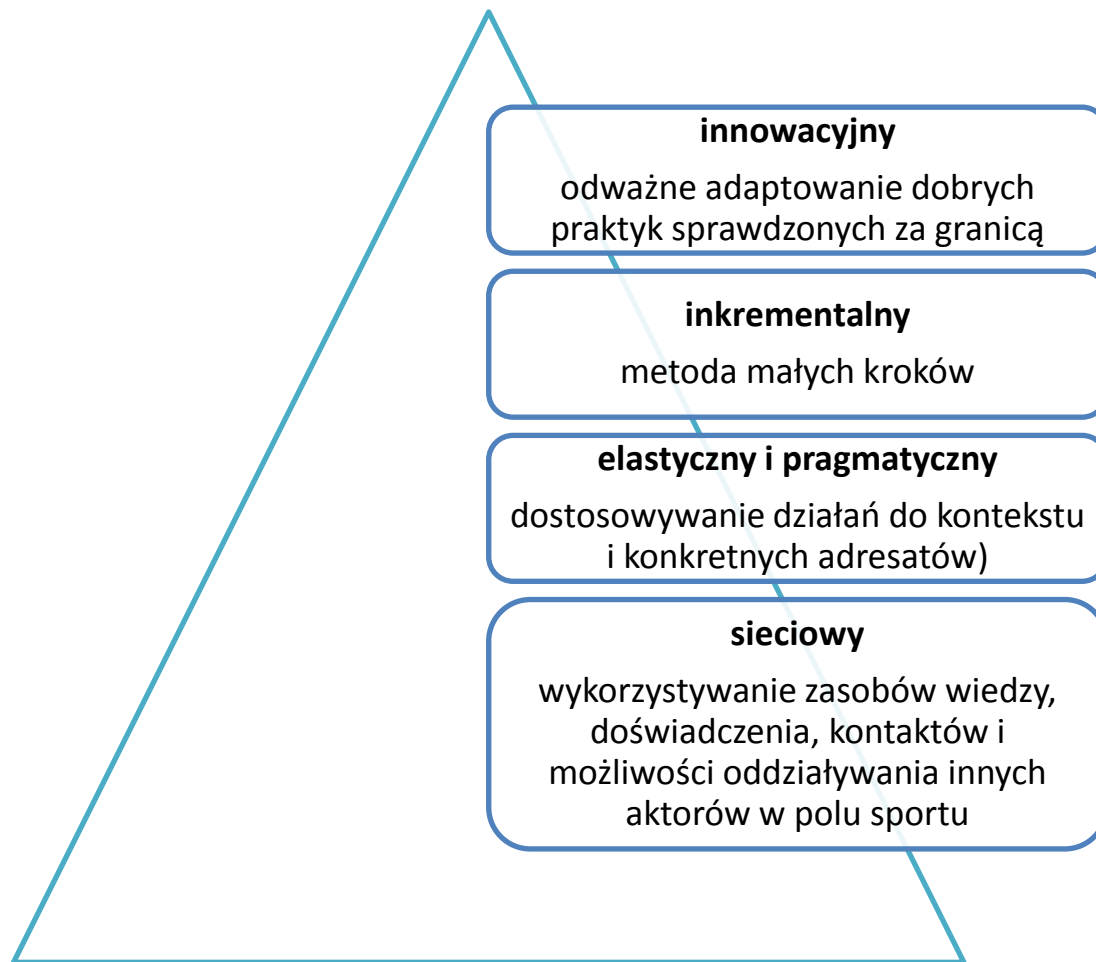 innowacyjny
odważne adaptowanie dobrych
praktyk sprawdzonych za granicą
inkrementalny
metoda małych kroków
elastyczny i pragmatyczny
dostosowywanie działań do kontekstu
i konkretnych adresatów)
sieciowy
wykorzystywanie zasobów wiedzy,
doświadczenia, kontaktów i
możliwości oddziaływania innych
aktorów w polu sportu